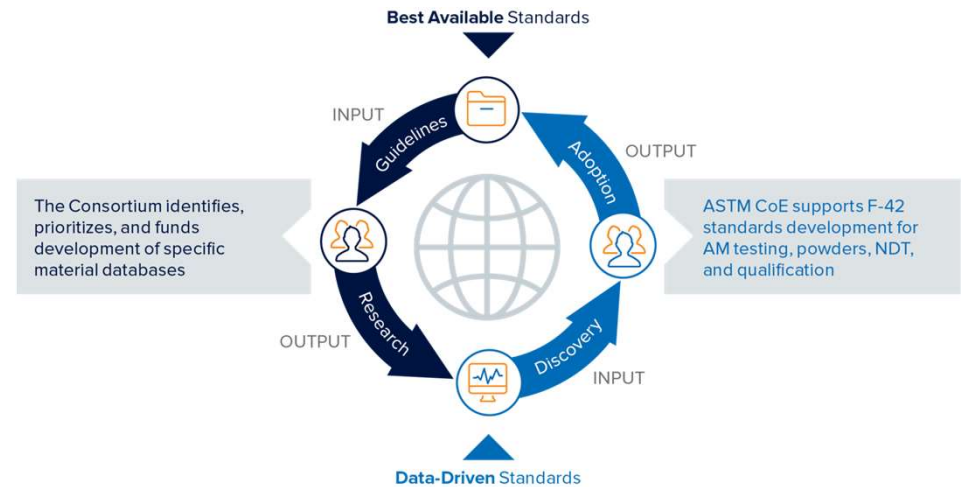 Best Available Standards
INPUT
Guidelines
Adoption
OUTPUT
The Consortium identifies,
prioritizes, and funds
development of specific
material databases
ASTM CoE supports F-42
standards development for
AM testing, powders, NDT,
and qualification
OUTPUT
Research
Discovery
INPUT
Data-Driven Standards